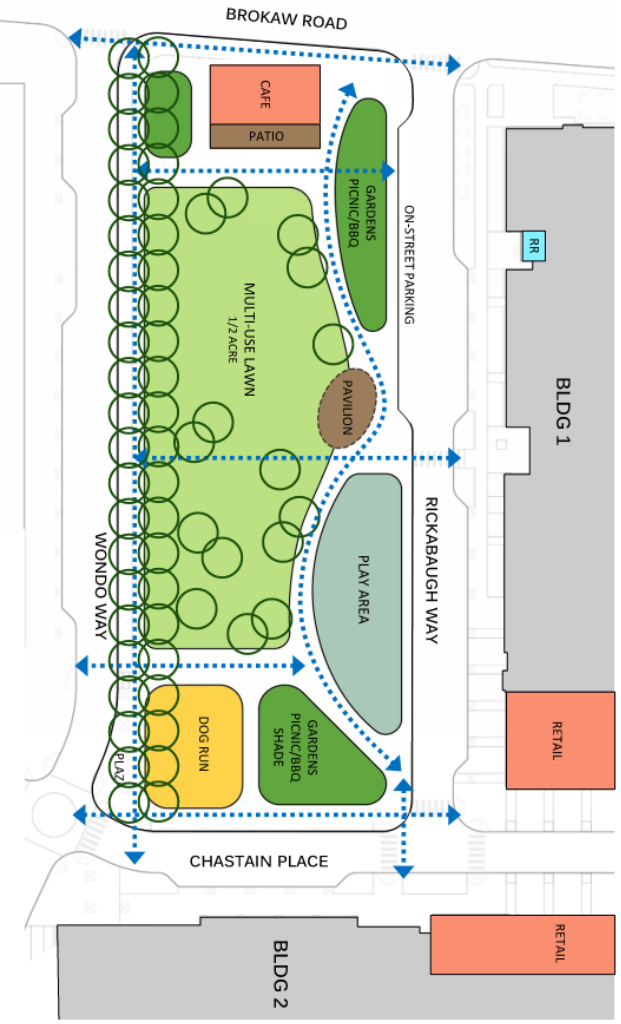 BROKAW ROAD
CAFE
PATIO
GARDENS
PICNIC/BBQ
ON-STREET PARKING
RR
MULTI-USE LAWN
1/2 ACRE
PAVILION
BLDG 1
WONDO WAY
PLAY AREA
RICKABAUGH WAY
DOG RUN
GARDENS
PICNIC/BBQ
SHADE
RETAIL
PLAZ
CHASTAIN PLACE
BLDG 2
RETAIL